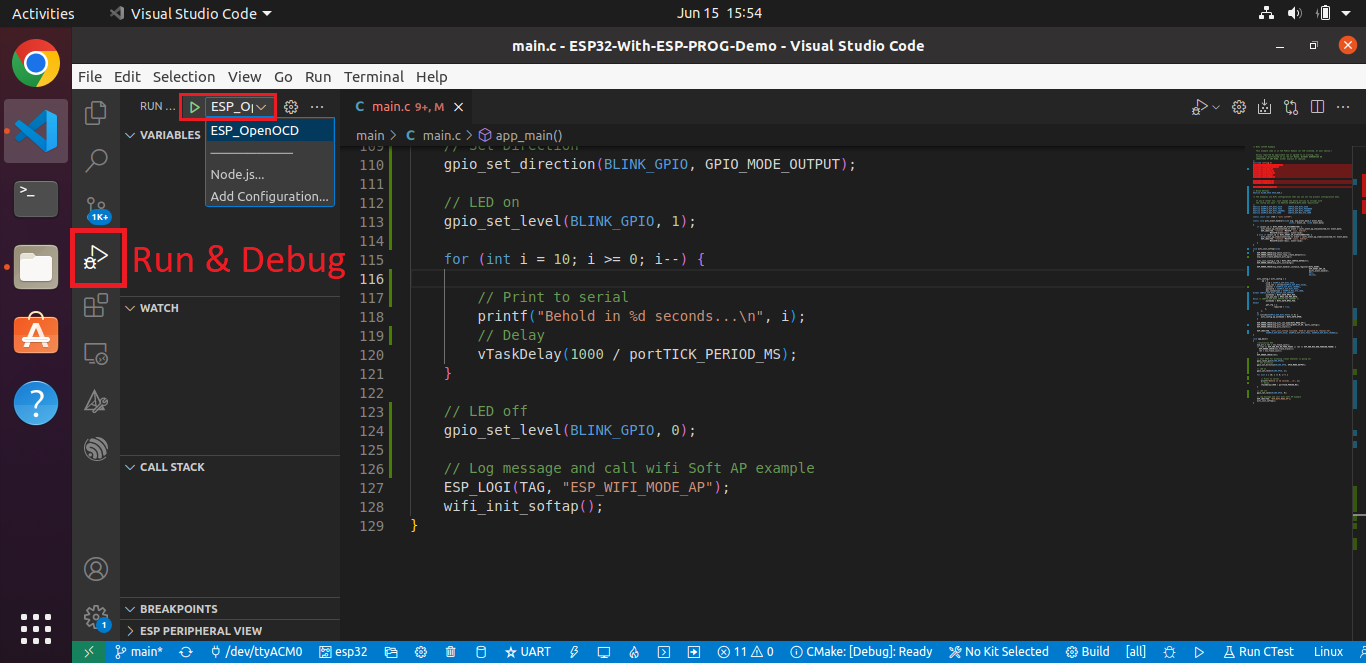 Activities
Visual Studio Code
Jun 15 15:54
main.c - ESP32-With-ESP-PROG-Demo - Visual Studio Code
File Edit Selection View Go Run Terminal Help
RUN ...
ESP_O
main.c 9+, M
VARIABLES
ESP_OpenOCD
Node.js...
Add Configuration...
1K+
Run & Debug
WATCH
CALL STACK
BREAKPOINTS
ESP PERIPHERAL VIEW
1
main > C main.c > app_main()
109 // Set Direction
110 gpio_set_direction(BLINK_GPIO, GPIO_MODE_OUTPUT);
111
112 // LED on
113 gpio_set_level(BLINK_GPIO, 1);
114
115 for (int i = 10; i >= 0; i--) {
116
117 // Print to serial
118 printf("Behold in %d seconds...\n", i);
119 // Delay
120 vTaskDelay(1000 / portTICK_PERIOD_MS);
121 }
122
123 // LED off
124 gpio_set_level(BLINK_GPIO, 0);
125
126 // Log message and call wifi Soft AP example
127 ESP_LOGI(TAG, "ESP_WIFI_MODE_AP");
128 wifi_init_softap();
129 }
main* /dev/ttyACM0 esp32 UART 11 0 CMake: [Debug]: Ready No Kit Selected Build [all] Run CTest Linux